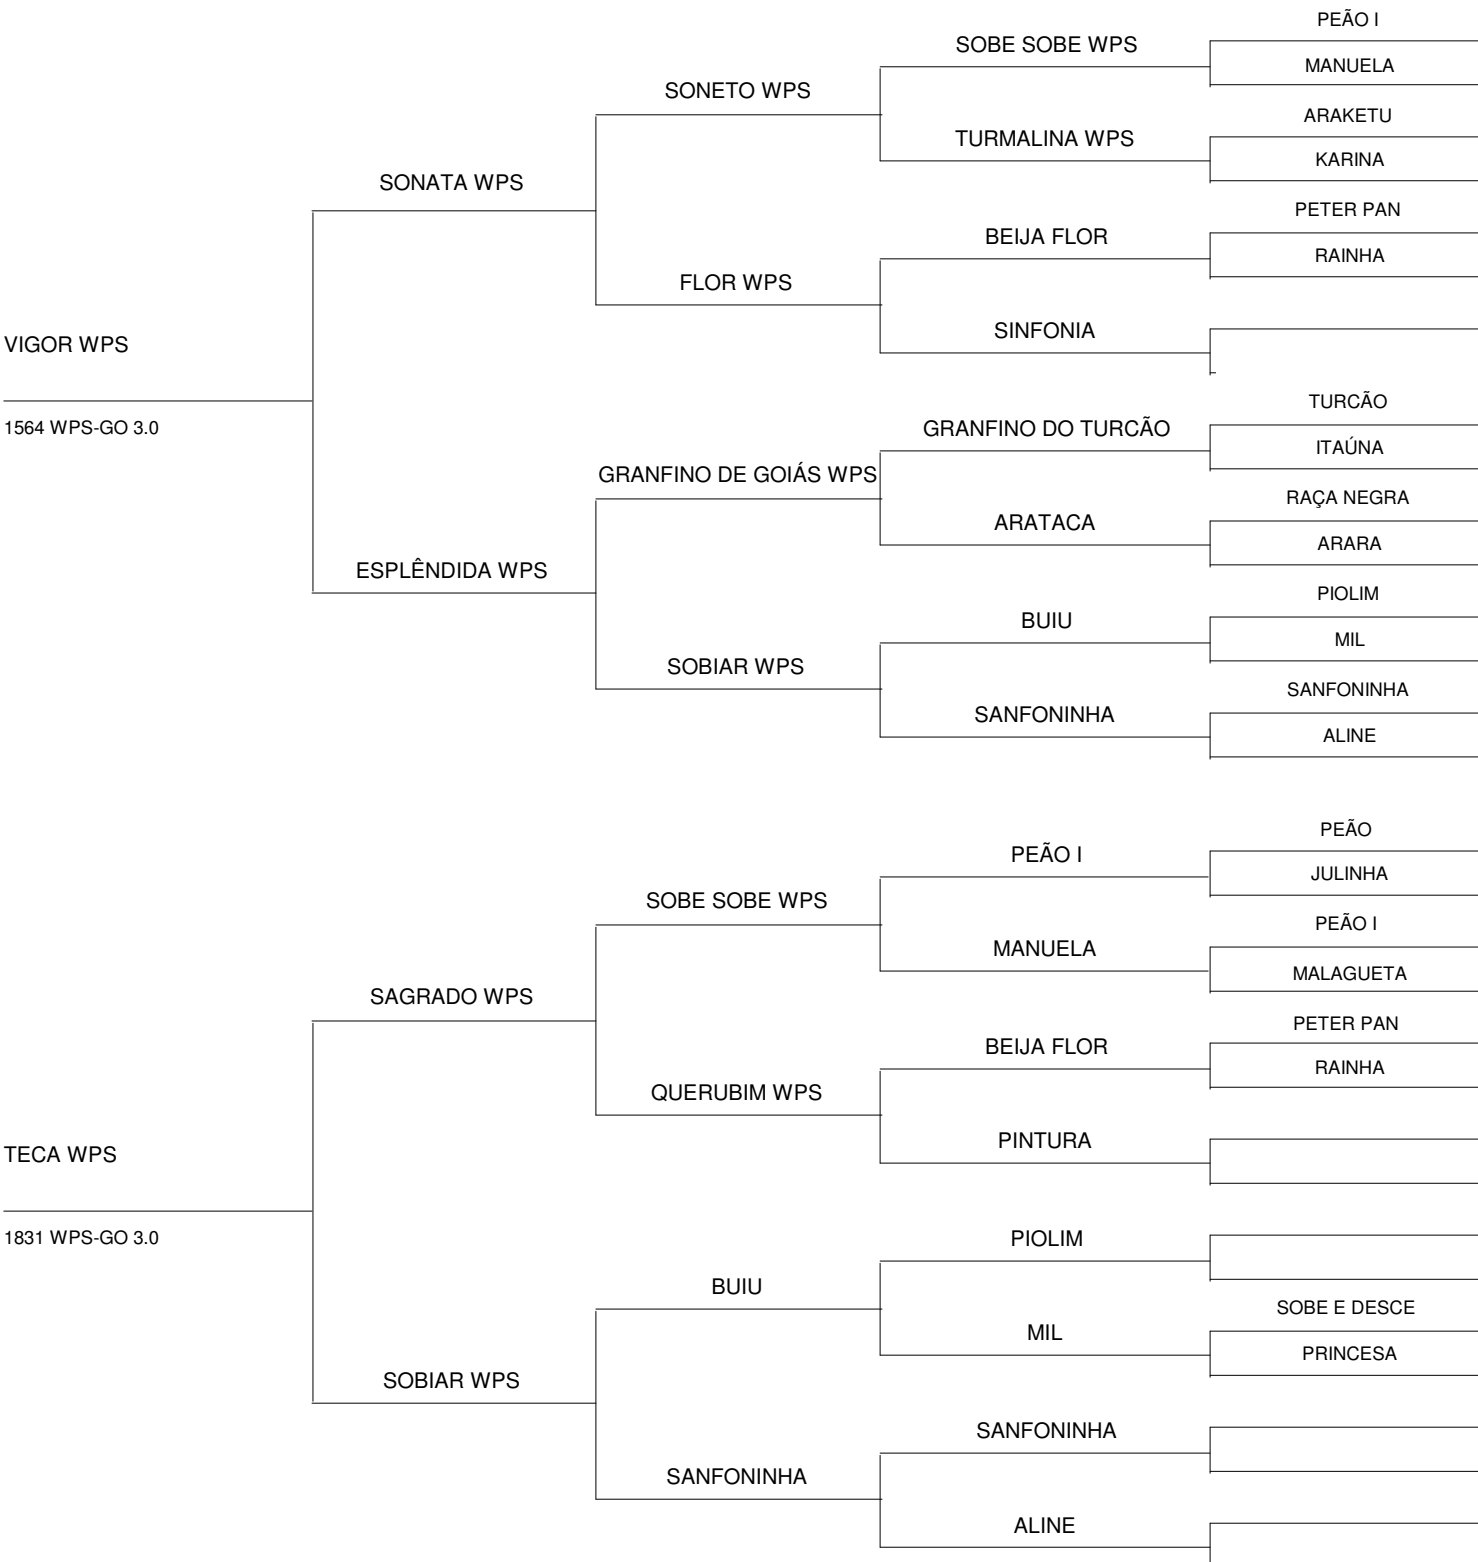 PEÃO I
SOBE SOBE WPS
MANUELA
SONETO WPS
ARAKETU
TURMALINA WPS
KARINA
SONATA WPS
PETER PAN
BEIJA FLOR
RAINHA
FLOR WPS
SINFONIA
VIGOR WPS
TURCÃO
1564 WPS-GO 3.0
GRANFINO DO TURCÃO
ITAÚNA
GRANFINO DE GOIÁS WPS
RAÇA NEGRA
ARATACA
ARARA
ESPLÊNDIDA WPS
PIOLIM
BUIU
MIL
SOBIAR WPS
SANFONINHA
SANFONINHA
ALINE
PEÃO
PEÃO I
JULINHA
SOBE SOBE WPS
PEÃO I
MANUELA
MALAGUETA
SAGRADO WPS
PETER PAN
BEIJA FLOR
RAINHA
QUERUBIM WPS
PINTURA
TECA WPS
1831 WPS-GO 3.0
PIOLIM
BUIU
SOBE E DESCE
MIL
PRINCESA
SOBIAR WPS
SANFONINHA
SANFONINHA
ALINE